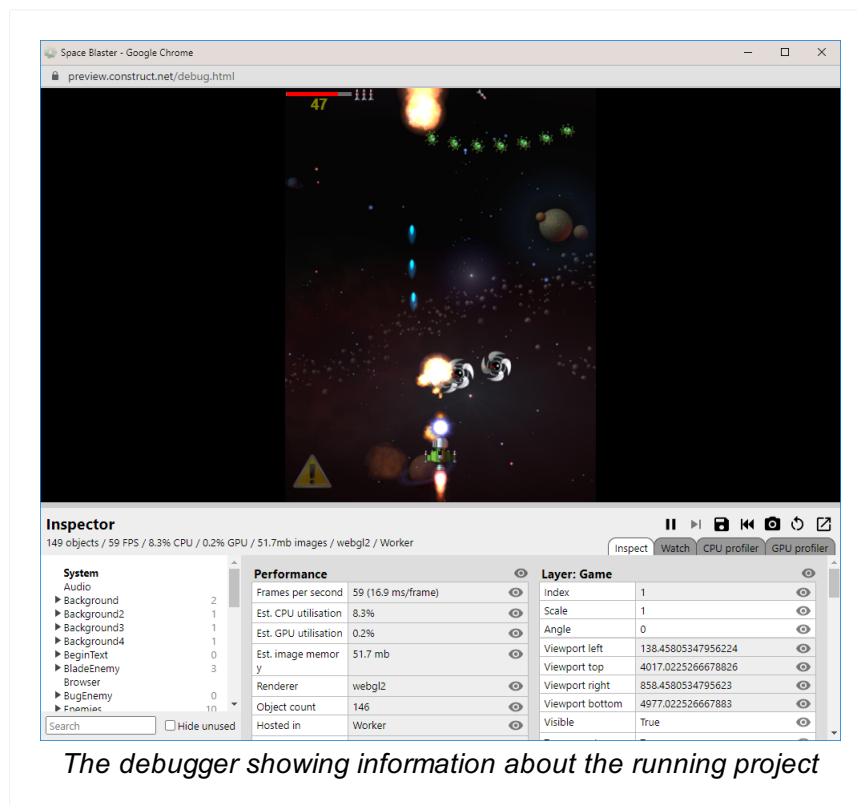 Space Blaster - Google Chrome
preview.construct.net/debug.html
47
Inspector
149 objects / 59 FPS / 8.3% CPU / 0.2% GPU / 51.7mb images / webgl2 / Worker
Inspect Watch CPU profiler GPU profiler
System
Audio
Background 2
Background2 1
Background3 1
Background4 1
BeginText 0
BladeEnemy 3
Browser
BugEnemy 0
Enemies 10
Search
Hide unused
Performance
Frames per second 59 (16.9 ms/frame)
Est. CPU utilisation 8.3%
Est. GPU utilisation 0.2%
Est. image memor 51.7 mb
y
Renderer webgl2
Object count 146
Hosted in Worker
Layer: Game
Index 1
Scale 1
Angle 0
Viewport left 138.45805347956224
Viewport top 4017.0225266678826
Viewport right 858.4580534795623
Viewport bottom 4977.022526667883
Visible True
The debugger showing information about the running project